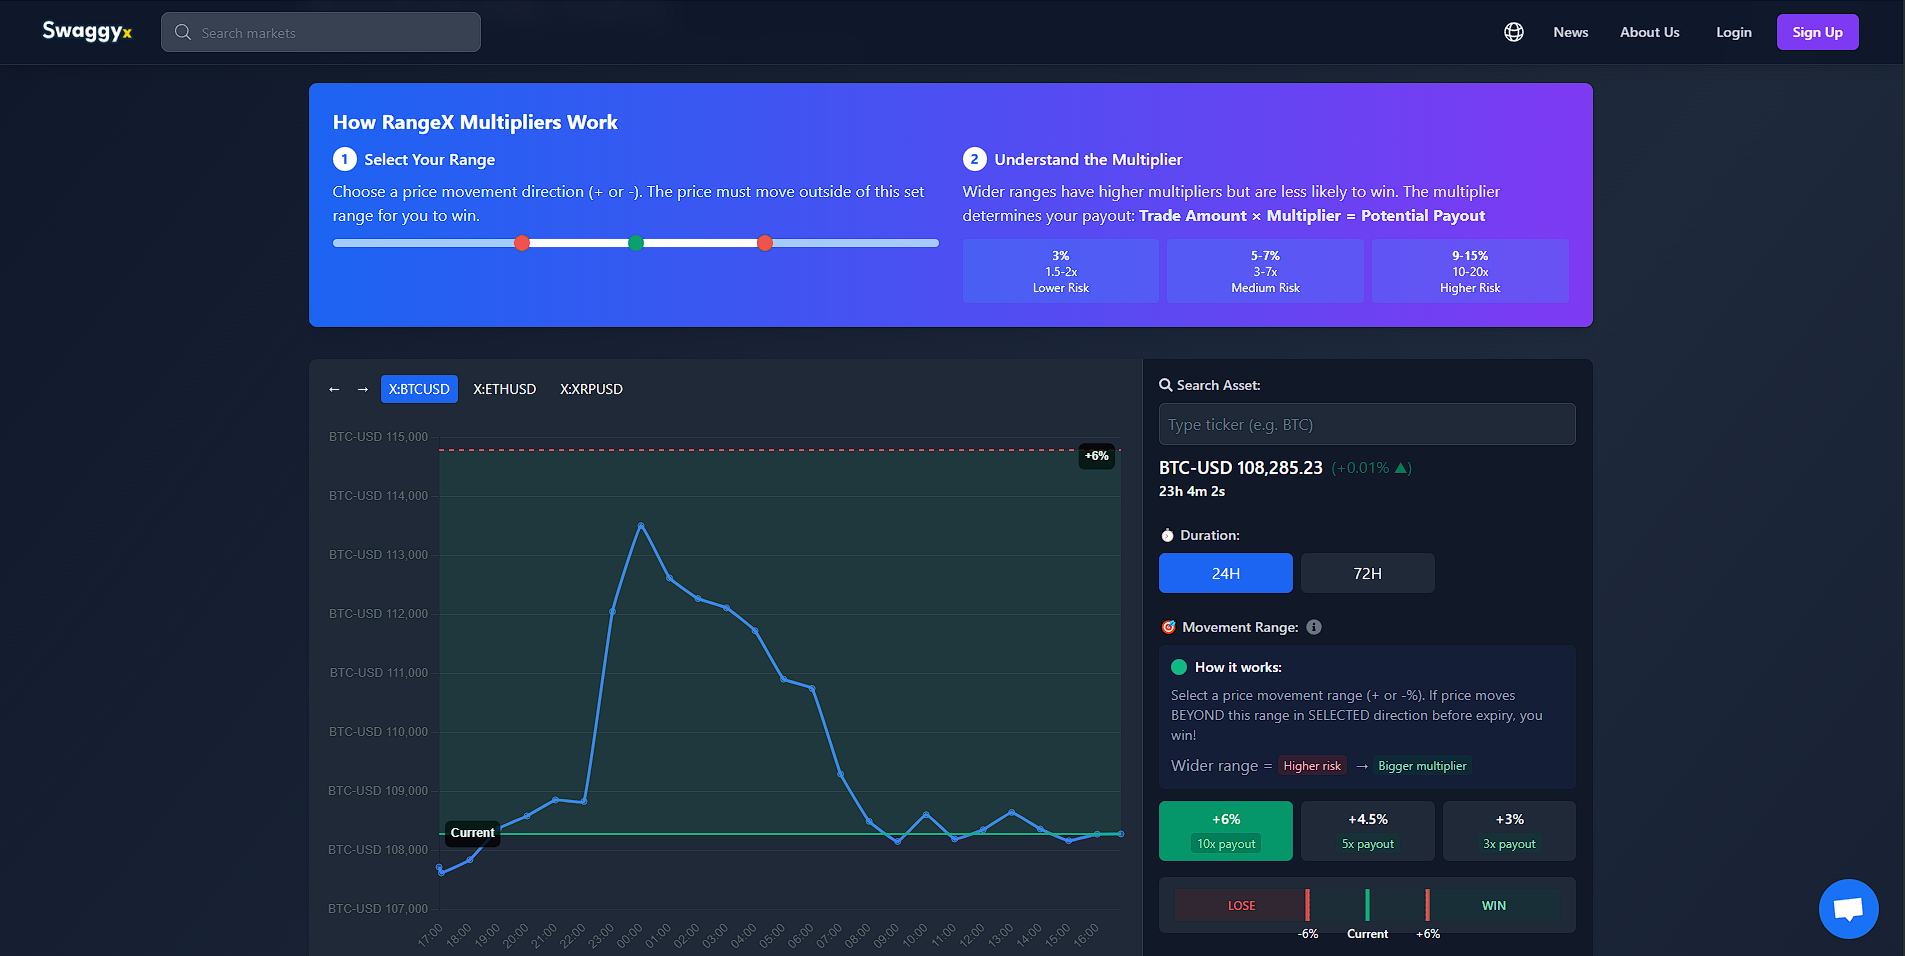 Swaggyx
Search markets
News
About Us
Login
Sign Up
How RangeX Multipliers Work
1 Select Your Range
Choose a price movement direction (+ or -). The price must move outside of this set
range for you to win.
2 Understand the Multiplier
Wider ranges have higher multipliers but are less likely to win. The multiplier
determines your payout: Trade Amount × Multiplier = Potential Payout
3%
1.5-2x
Lower Risk
5-7%
3-7x
Medium Risk
9-15%
10-20x
Higher Risk
← → X:BTCUSD X:ETHUSD X:XRPUSD
BTC-USD 115,000
+6%
BTC-USD 114,000
BTC-USD 113,000
BTC-USD 112,000
BTC-USD 111,000
BTC-USD 110,000
BTC-USD 109,000
Current
BTC-USD 108,000
BTC-USD 107,000
17:00 18:00 19:00 20:00 21:00 22:00 23:00 00:00 01:00 02:00 03:00 04:00 05:00 06:00 07:00 08:00 09:00 10:00 11:00 12:00 13:00 14:00 15:00 16:00
Search Asset:
Type ticker (e.g. BTC)
BTC-USD 108,285.23 (+0.01% ▲)
23h 4m 2s
Duration:
24H
72H
Movement Range:
How it works:
Select a price movement range (+ or -%). If price moves
BEYOND this range in SELECTED direction before expiry, you
win!
Wider range = Higher risk → Bigger multiplier
+6%
10x payout
+4.5%
5x payout
+3%
3x payout
LOSE
WIN
-6%
Current
+6%